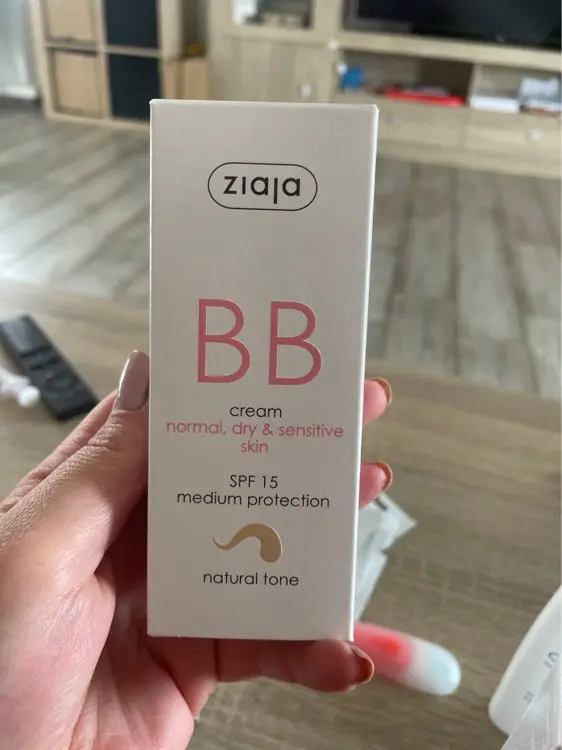 ziaja
BB
cream
normal, dry & sensitive
skin
SPF 15
medium protection
natural tone